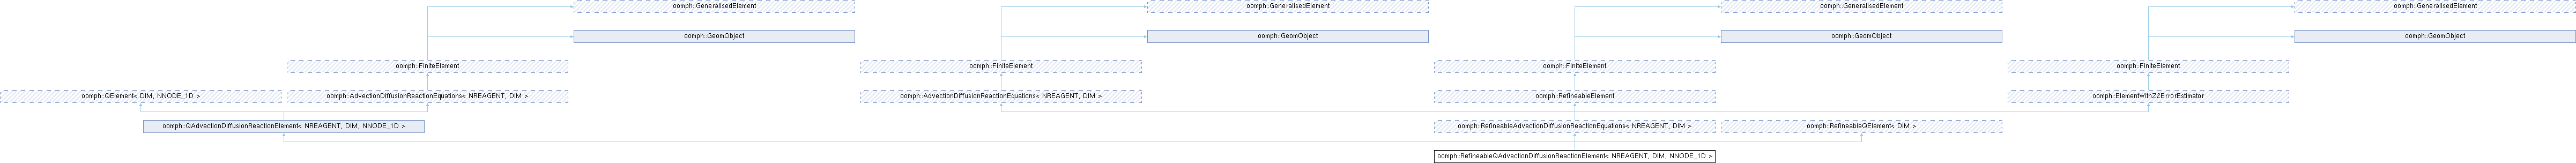 oomph::GeneralisedElement
oomph::GeneralisedElement
oomph::GeneralisedElement
oomph::GeneralisedElement
oomph::GeomObject
oomph::GeomObject
oomph::GeomObject
oomph::GeomObject
oomph::FiniteElement
oomph::FiniteElement
oomph::FiniteElement
oomph::FiniteElement
oomph::QElement< DIM, NNODE_1D >
oomph::AdvectionDiffusionReactionEquations< NREAGENT, DIM >
oomph::AdvectionDiffusionReactionEquations< NREAGENT, DIM >
oomph::RefineableElement
oomph::ElementWithZ2ErrorEstimator
oomph::QAdvectionDiffusionReactionElement< NREAGENT, DIM, NNODE_1D >
oomph::RefineableAdvectionDiffusionReactionEquations< NREAGENT, DIM >
oomph::RefineableQElement< DIM >
oomph::RefineableQAdvectionDiffusionReactionElement< NREAGENT, DIM, NNODE_1D >